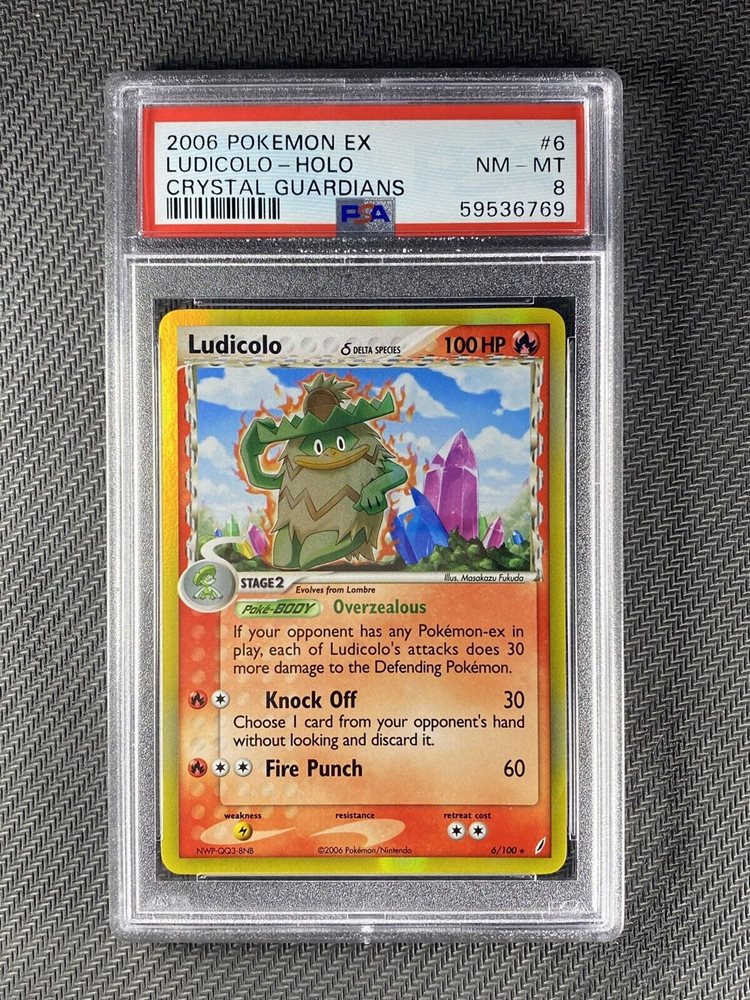 2006 POKEMON EX #6
LUDICOLO - HOLO NM - MT
CRYSTAL GUARDIANS 8
PSA 59536769
Ludicolo δ DELTA SPECIES 100 HP
Illus. Masakazu Fukuda
STAGE 2
Evolves from Lombre
Poké-BODY Overzealous
If your opponent has any Pokémon-ex in
play, each of Ludicolo's attacks does 30
more damage to the Defending Pokémon.
Knock Off 30
Choose 1 card from your opponent's hand
without looking and discard it.
Fire Punch 60
weakness resistance retreat cost
NWP-QQ3-8NB ©2006 Pokémon/Nintendo 6/100 ★